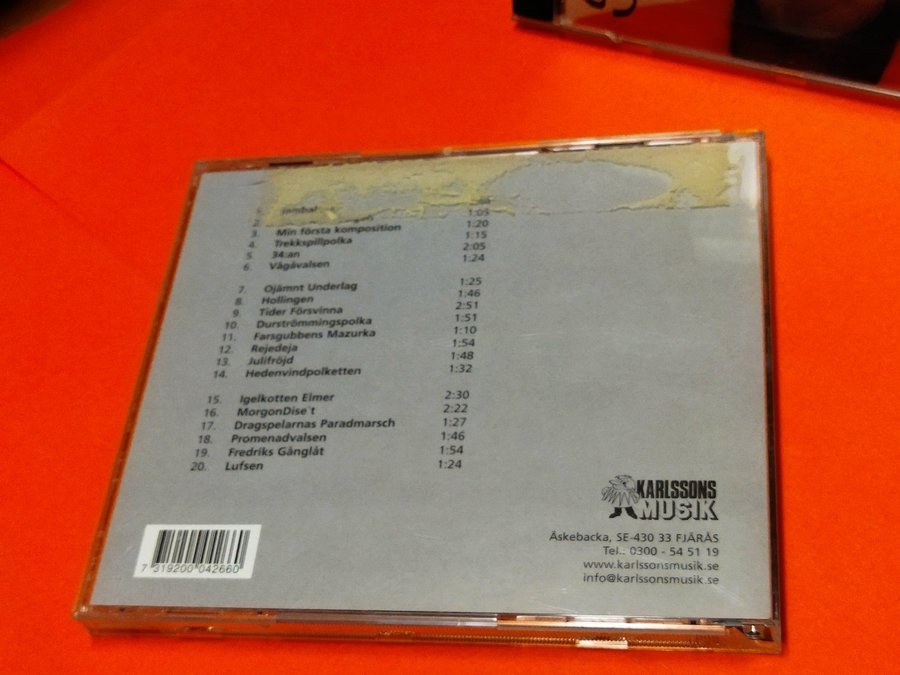 2. 1:05
3. Min första komposition 1:20
4. Trekkspillpolka 1:15
5. 34:an 2:05
6. Vågåvalsen 1:24
7. Ojämnt Underlag 1:25
8. Hollingen 1:46
9. Tider Försvinna 2:51
10. Durströmmingspolka 1:51
11. Farsgubbens Mazurka 1:10
12. Rejedeja 1:54
13. Julifröjd 1:48
14. Hedenvindpolketten 1:32
15. Igelkotten Elmer 2:30
16. MorgonDise´t 2:22
17. Dragspelarnas Paradmarsch 1:27
18. Promenadvalsen 1:46
19. Fredriks Gånglåt 1:54
20. Lufsen 1:24
KARLSSONS
MUSIK
Åskebacka, SE-430 33 FJÄRÅS
Tel.: 0300 - 54 51 19
www.karlssonsmusik.se
info@karlssonsmusik.se
7 319200 042660